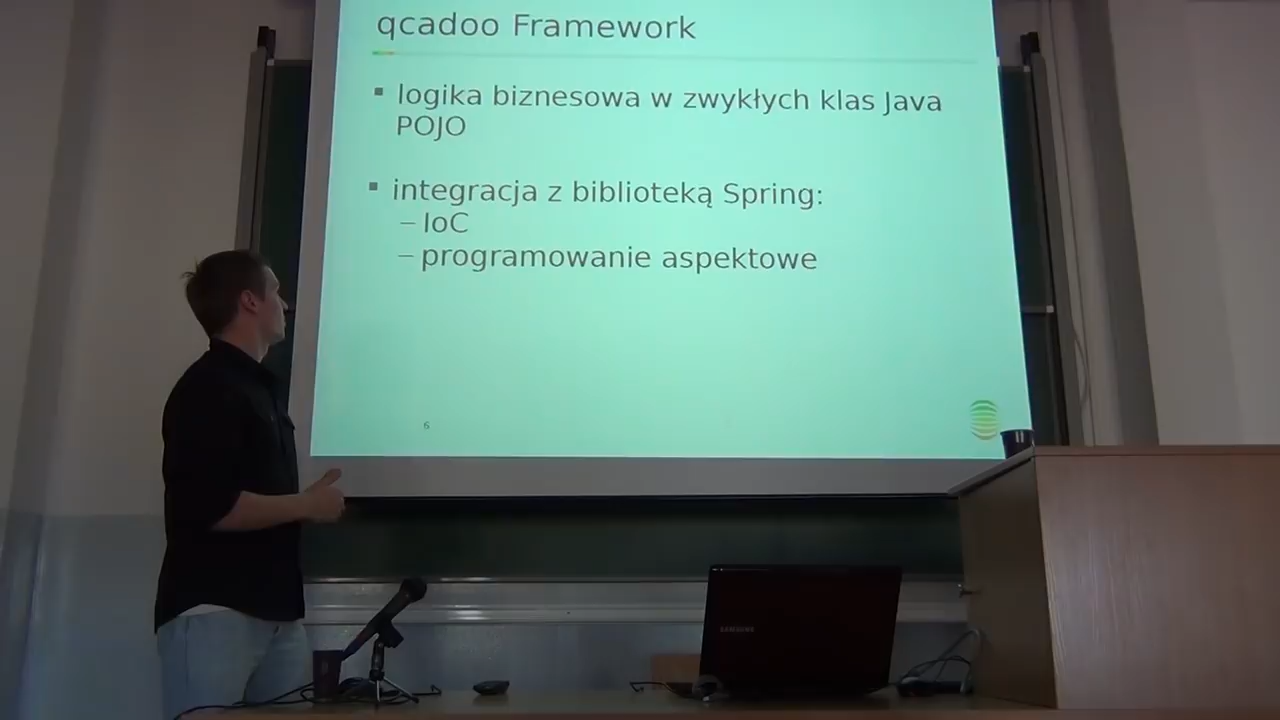 qcadoo Framework
▪ logika biznesowa w zwykłych klas Java
POJO
▪ integracja z biblioteką Spring:
– IoC
– programowanie aspektowe
6
SAMSUNG